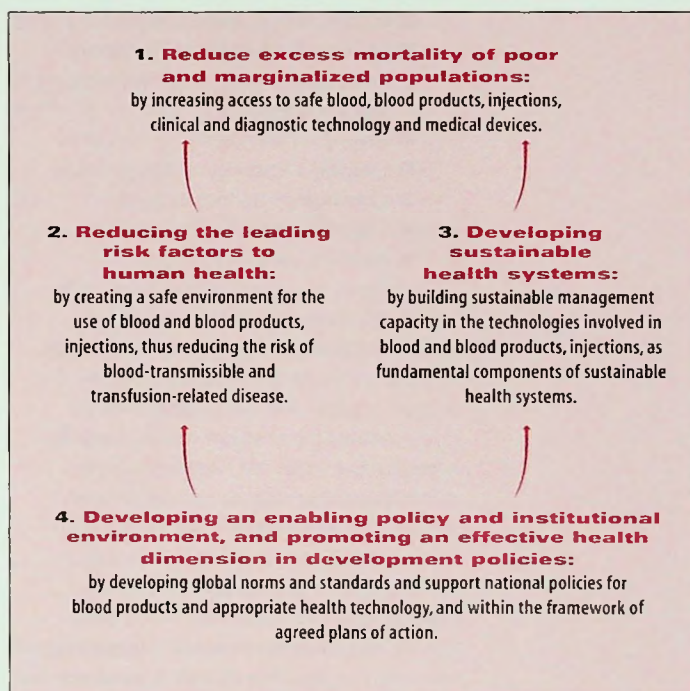 1. Reduce excess mortality of poor
and marginalized populations:
by increasing access to safe blood, blood products, injections,
clinical and diagnostic technology and medical devices.
2. Reducing the leading
risk factors to
human health:
by creating a safe environment for the
use of blood and blood products,
injections, thus reducing the risk of
blood-transmissible and
transfusion-related disease.
3. Developing
sustainable
health systems:
by building sustainable management
capacity in the technologies involved in
blood and blood products, injections, as
fundamental components of sustainable
health systems.
4. Developing an enabling policy and institutional
environment, and promoting an effective health
dimension in development policies:
by developing global norms and standards and support national policies for
blood products and appropriate health technology, and within the framework of
agreed plans of action.